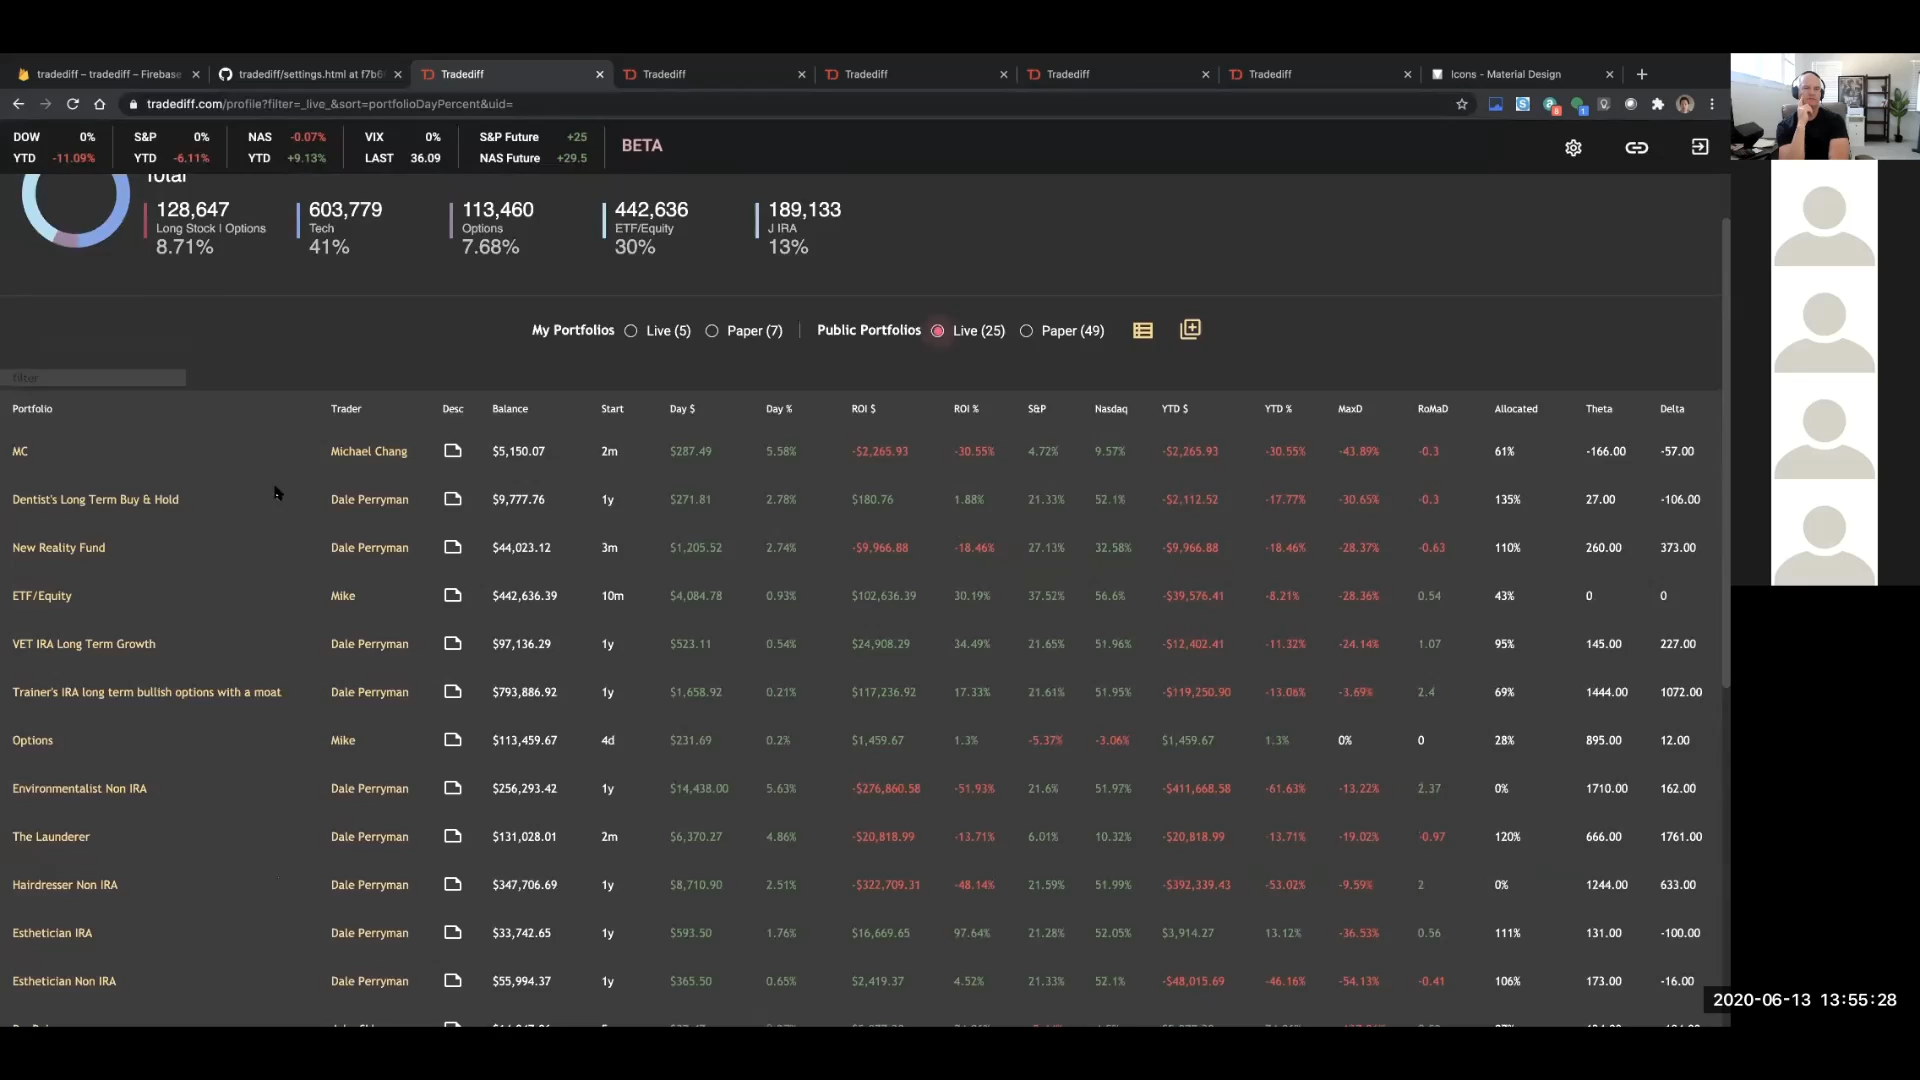 tradediff – tradediff – Firebase
tradediff/settings.html at f7b6
Tradediff
Tradediff
Tradediff
Tradediff
Tradediff
Icons - Material Design
tradediff.com/profile?filter=_live_&sort=portfolioDayPercent&uid=
DOW 0% S&P 0% NAS -0.07% VIX 0% S&P Future +25
YTD -11.09% YTD -6.11% YTD +9.13% LAST 36.09 NAS Future +29.5
BETA
Total
128,647 603,779 113,460 442,636 189,133
Long Stock | Options Tech Options ETF/Equity J IRA
8.71% 41% 7.68% 30% 13%
My Portfolios Live (5) Paper (7) | Public Portfolios Live (25) Paper (49)
filter
Portfolio Trader Desc Balance Start Day $ Day % ROI $ ROI % S&P Nasdaq YTD $ YTD % MaxD RoMaD Allocated Theta Delta
MC Michael Chang $5,150.07 2m $287.49 5.58% -$2,265.93 -30.55% 4.72% 9.57% -$2,265.93 -30.55% -43.89% -0.3 61% -166.00 -57.00
Dentist's Long Term Buy & Hold Dale Perryman $9,777.76 1y $271.81 2.78% $180.76 1.88% 21.33% 52.1% -$2,112.52 -17.77% -30.65% -0.3 135% 27.00 -106.00
New Reality Fund Dale Perryman $44,023.12 3m $1,205.52 2.74% -$9,966.88 -18.46% 27.13% 32.58% -$9,966.88 -18.46% -28.37% -0.63 110% 260.00 373.00
ETF/Equity Mike $442,636.39 10m $4,084.78 0.93% $102,636.39 30.19% 37.52% 56.6% -$39,576.41 -8.21% -28.36% 0.54 43% 0 0
VET IRA Long Term Growth Dale Perryman $97,136.29 1y $523.11 0.54% $24,908.29 34.49% 21.65% 51.96% -$12,402.41 -11.32% -24.14% 1.07 95% 145.00 227.00
Trainer's IRA long term bullish options with a moat Dale Perryman $793,886.92 1y $1,658.92 0.21% $117,236.92 17.33% 21.61% 51.95% -$119,250.90 -13.06% -3.69% 2.4 69% 1444.00 1072.00
Options Mike $113,459.67 4d $231.69 0.2% $1,459.67 1.3% -5.37% -3.06% $1,459.67 1.3% 0% 0 28% 895.00 12.00
Environmentalist Non IRA Dale Perryman $256,293.42 1y $14,438.00 5.63% -$276,860.58 -51.93% 21.6% 51.97% -$411,668.58 -61.63% -13.22% 2.37 0% 1710.00 162.00
The Launderer Dale Perryman $131,028.01 2m $6,370.27 4.86% -$20,818.99 -13.71% 6.01% 10.32% -$20,818.99 -13.71% -19.02% -0.97 120% 666.00 1761.00
Hairdresser Non IRA Dale Perryman $347,706.69 1y $8,710.90 2.51% -$322,709.31 -48.14% 21.59% 51.99% -$392,339.43 -53.02% -9.59% 2 0% 1244.00 633.00
Esthetician IRA Dale Perryman $33,742.65 1y $593.50 1.76% $16,669.65 97.64% 21.28% 52.05% $3,914.27 13.12% -36.53% 0.56 111% 131.00 -100.00
Esthetician Non IRA Dale Perryman $55,994.37 1y $365.50 0.65% $2,419.37 4.52% 21.33% 52.1% -$48,015.69 -46.16% -54.13% -0.41 106% 173.00 -16.00
2020-06-13 13:55:28